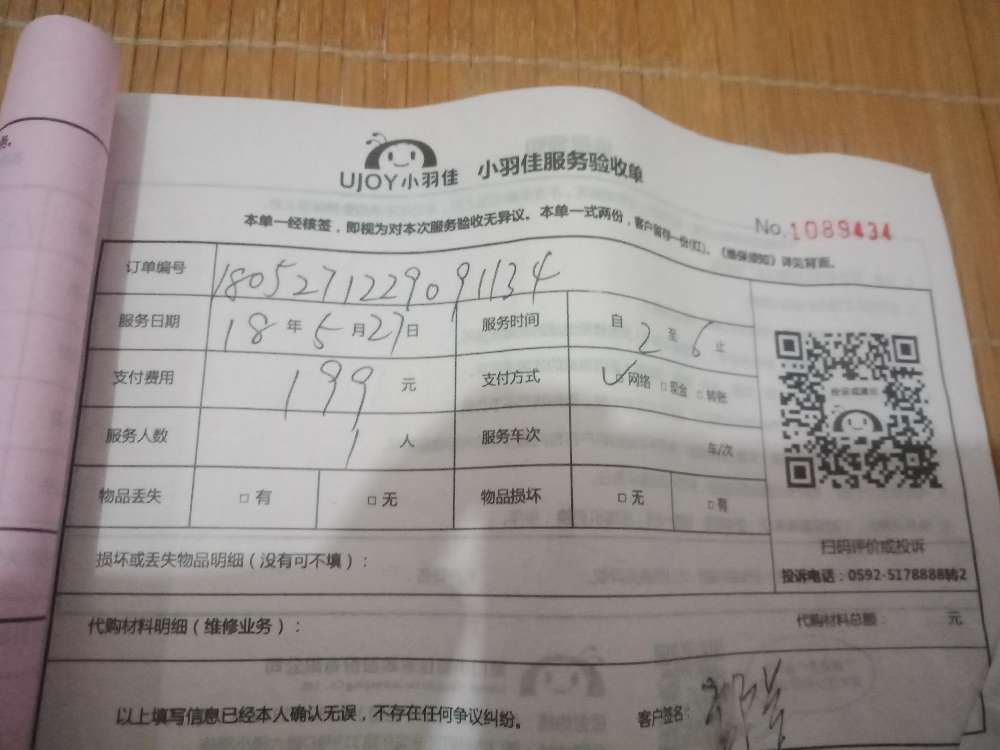 UJOY小羽佳 小羽佳服务验收单
本单一经核签，即视为对本次服务验收无异议。本单一式两份，客户留存一份(红)。《维保须知》详见背面。
No.1089434
订单编号 180527122909 1134
服务日期 18年5月27日 服务时间 自2至6止
支付费用 199元 支付方式 ☑网络 □现金 □转账
服务人数 1人 服务车次 车/次
物品丢失 □有 □无 物品损坏 □无 □有
扫码评价或投诉
投诉电话：0592-5178888转2
损坏或丢失物品明细（没有可不填）：
代购材料明细（维修业务）： 代购材料总额 元
以上填写信息已经本人确认无误，不存在任何争议纠纷。 客户签名：